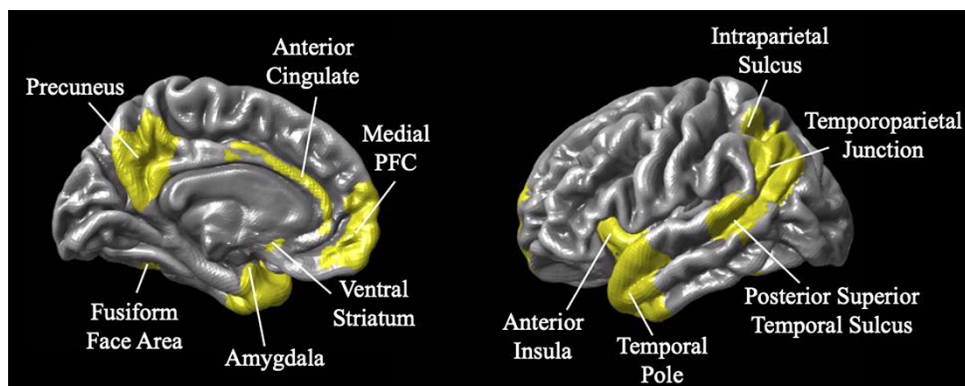 Precuneus
Anterior
Cingulate
Medial
PFC
Fusiform
Face Area
Amygdala
Ventral
Striatum
Intraparietal
Sulcus
Temporoparietal
Junction
Anterior
Insula
Temporal
Pole
Posterior Superior
Temporal Sulcus